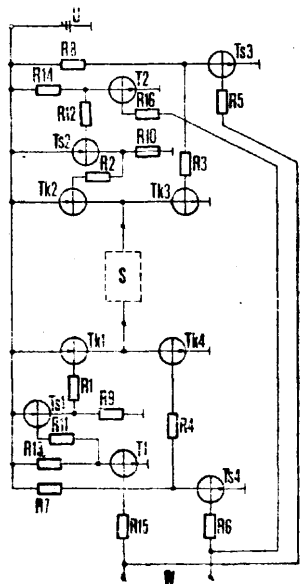 U
R8
Ts3
R14
T2
R5
R16
R12
Ts2
R10
R2
R3
Tk2
Tk3
S
Tk1
Tk4
R1
Ts1
R9
R11
R4
R13
T1
R7
Ts4
R15
R6
W